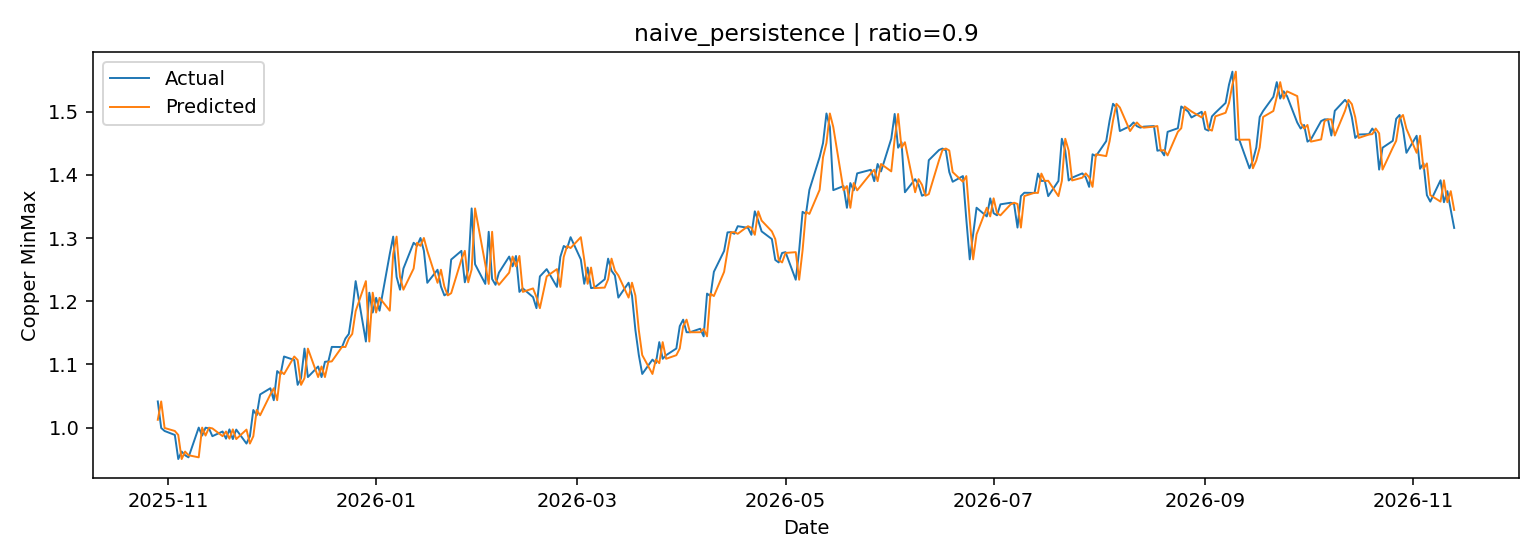 naive_persistence | ratio=0.9
Actual
Predicted
Copper MinMax
1.5
1.4
1.3
1.2
1.1
1.0
2025-11
2026-01
2026-03
2026-05
2026-07
2026-09
2026-11
Date